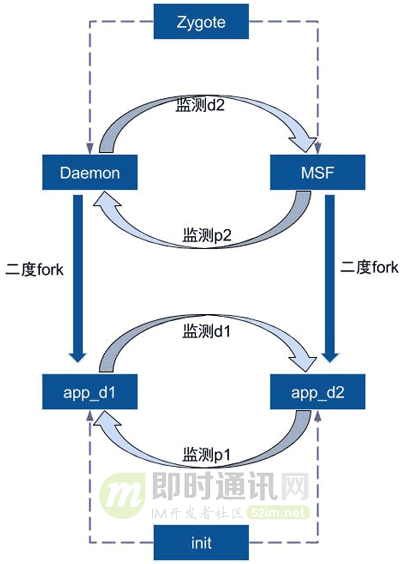 Zygote
监测d2
Daemon
MSF
监测p2
二度fork
二度fork
监测d1
app_d1
app_d2
监测p1
即时通讯网
IM开发者社区 52im.net
init